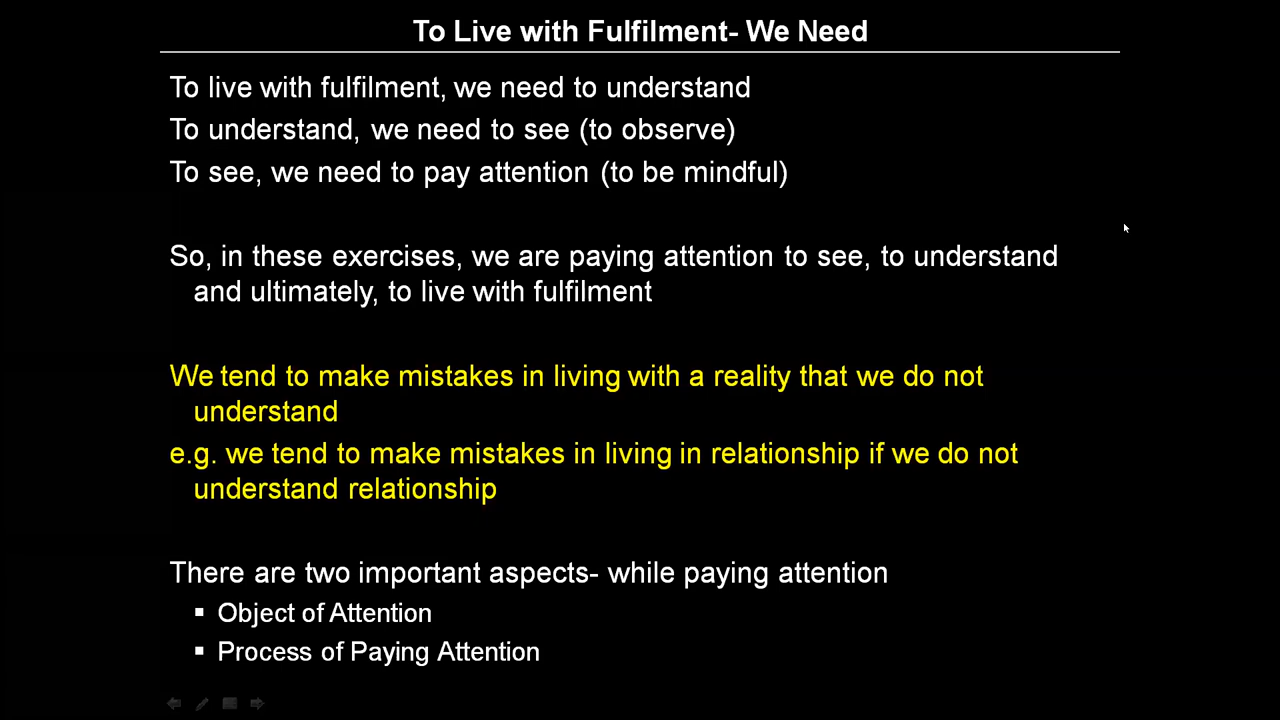 To Live with Fulfilment- We Need
To live with fulfilment, we need to understand
To understand, we need to see (to observe)
To see, we need to pay attention (to be mindful)
So, in these exercises, we are paying attention to see, to understand
and ultimately, to live with fulfilment
We tend to make mistakes in living with a reality that we do not
understand
e.g. we tend to make mistakes in living in relationship if we do not
understand relationship
There are two important aspects- while paying attention
▪ Object of Attention
▪ Process of Paying Attention